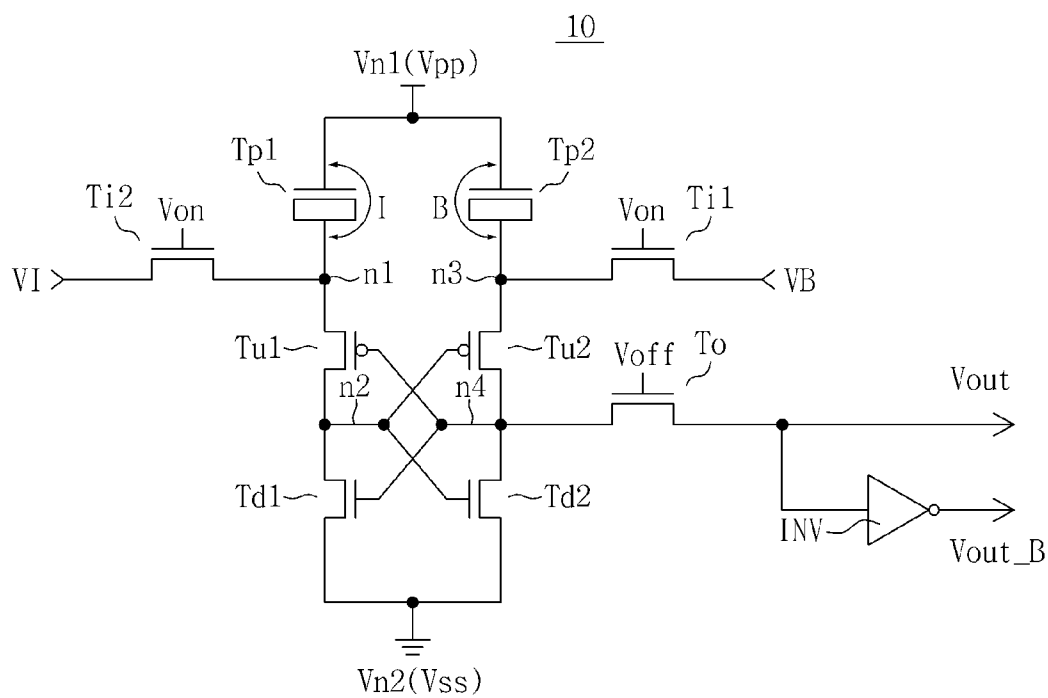 10
Vn1(Vpp)
Tp1
Tp2
Ti2
Von
I
B
Von
Ti1
VI
n1
n3
VB
Tu1
Tu2
Voff
To
n2
n4
Vout
Td1
Td2
INV
Vout_B
Vn2(Vss)